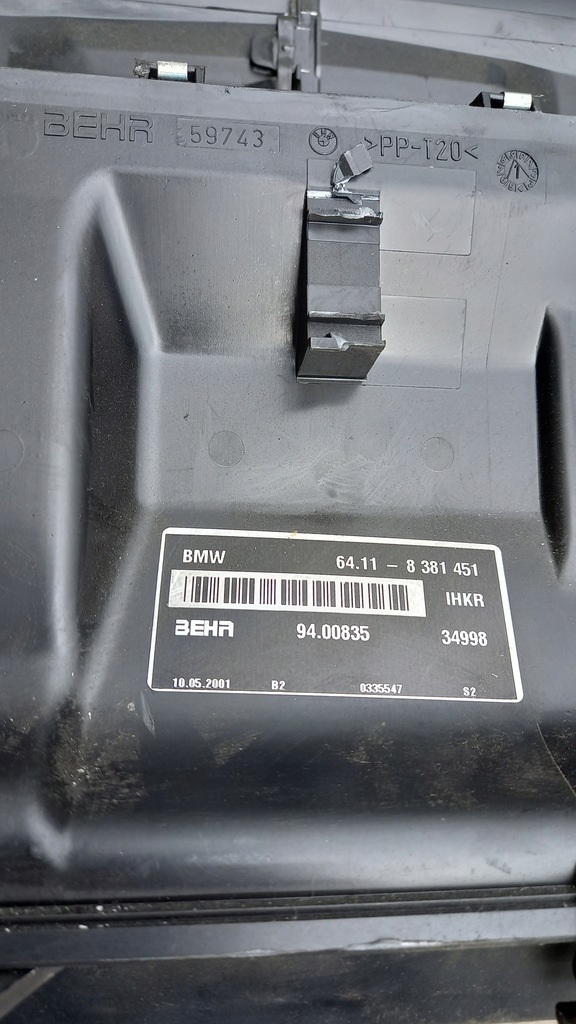 BEHR 59743 BMW >PP-T20<
BMW 64.11 - 8 381 451
IHKR
BEHR 94.00835 34998
10.05.2001 B2 0335547 S2